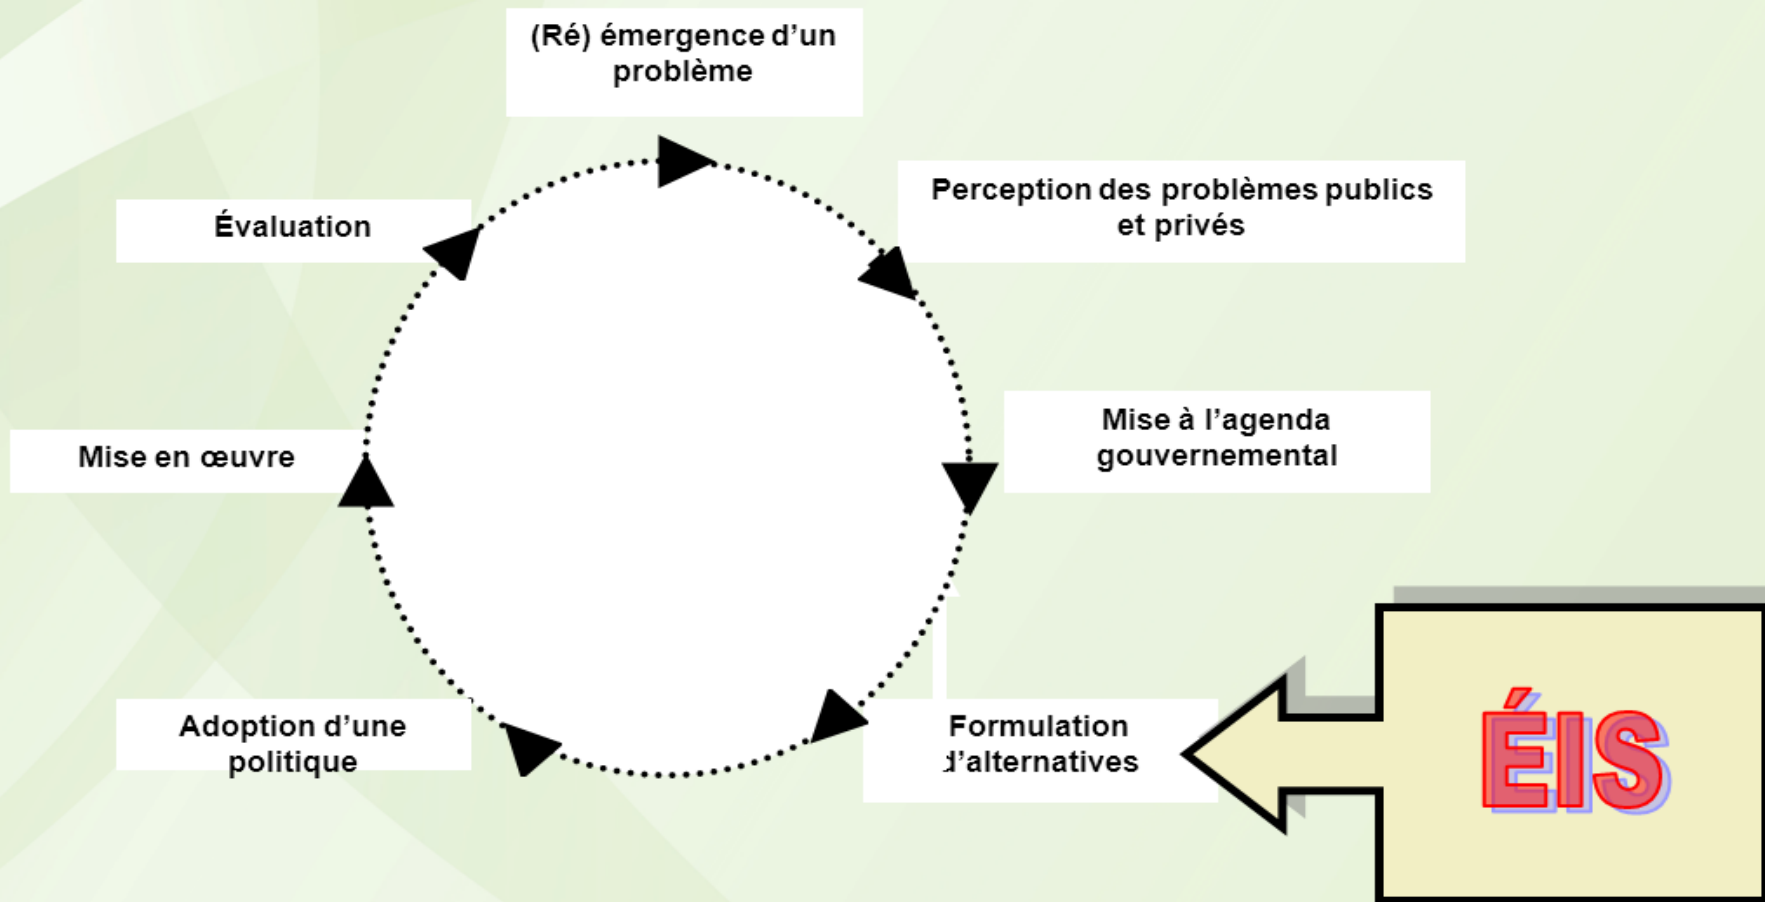 (Ré) émergence d’un
problème
Perception des problèmes publics
et privés
Mise à l’agenda
gouvernemental
Formulation
d’alternatives
ÉIS
Adoption d’une
politique
Mise en œuvre
Évaluation